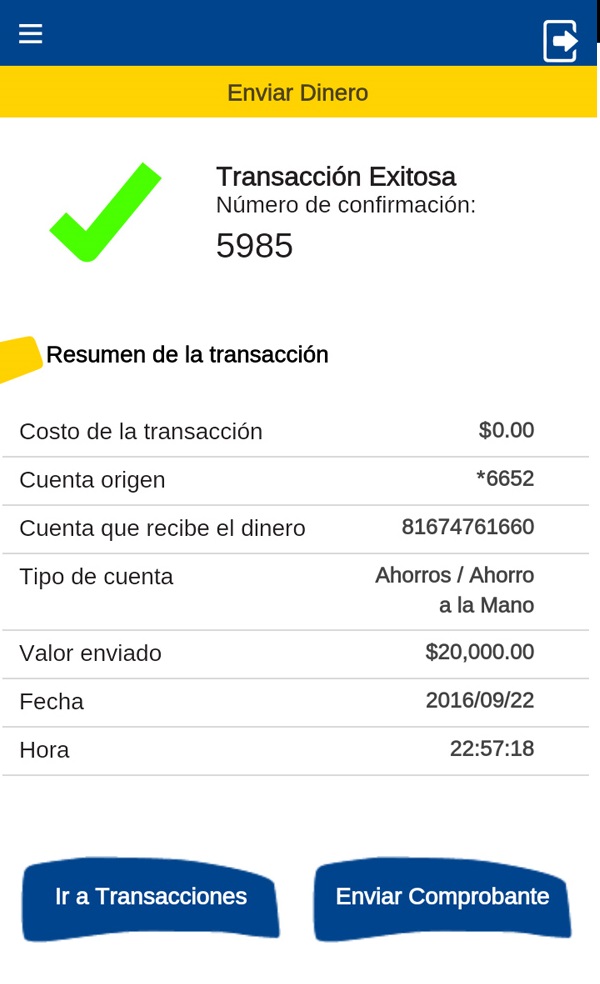 Enviar Dinero
Transacción Exitosa
Número de confirmación:
5985
Resumen de la transacción
Costo de la transacción $0.00
Cuenta origen *6652
Cuenta que recibe el dinero 81674761660
Tipo de cuenta Ahorros / Ahorro
a la Mano
Valor enviado $20,000.00
Fecha 2016/09/22
Hora 22:57:18
Ir a Transacciones Enviar Comprobante